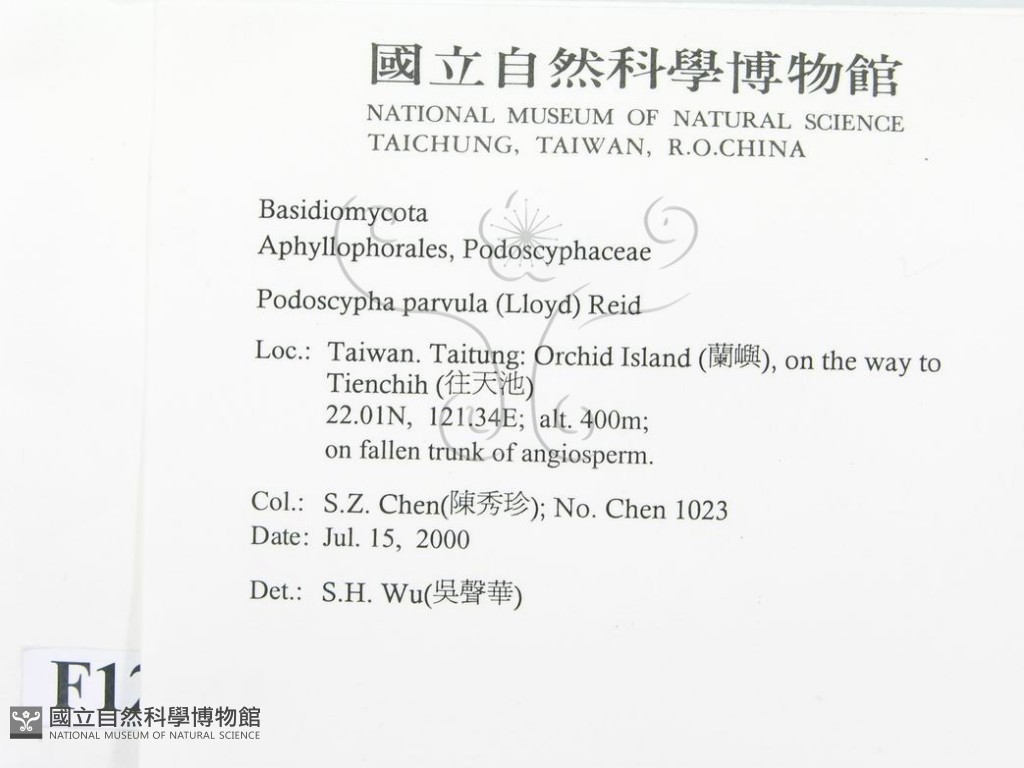 國立自然科學博物館
NATIONAL MUSEUM OF NATURAL SCIENCE
TAICHUNG, TAIWAN, R.O.CHINA
Basidiomycota
Aphyllophorales, Podoscyphaceae
Podoscypha parvula (Lloyd) Reid
Loc.: Taiwan. Taitung: Orchid Island (蘭嶼), on the way to
Tienchih (往天池)
22.01N, 121.34E; alt. 400m;
on fallen trunk of angiosperm.
Col.: S.Z. Chen(陳秀珍); No. Chen 1023
Date: Jul. 15, 2000
Det.: S.H. Wu(吳聲華)
國立自然科學博物館
NATIONAL MUSEUM OF NATURAL SCIENCE